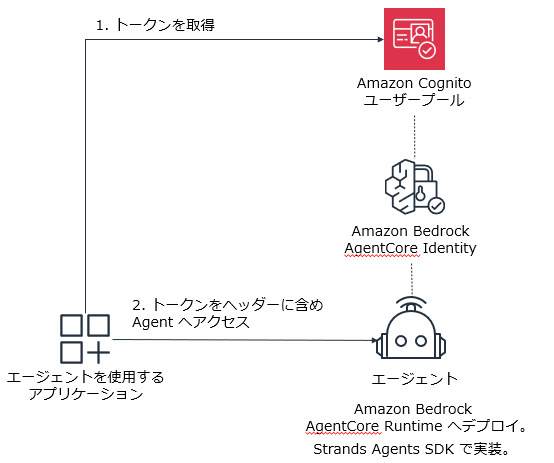 1. トークンを取得
Amazon Cognito
ユーザープール
Amazon Bedrock
AgentCore Identity
2. トークンをヘッダーに含め
Agent へアクセス
エージェントを使用する
アプリケーション
エージェント
Amazon Bedrock
AgentCore Runtime へデプロイ。
Strands Agents SDK で実装。